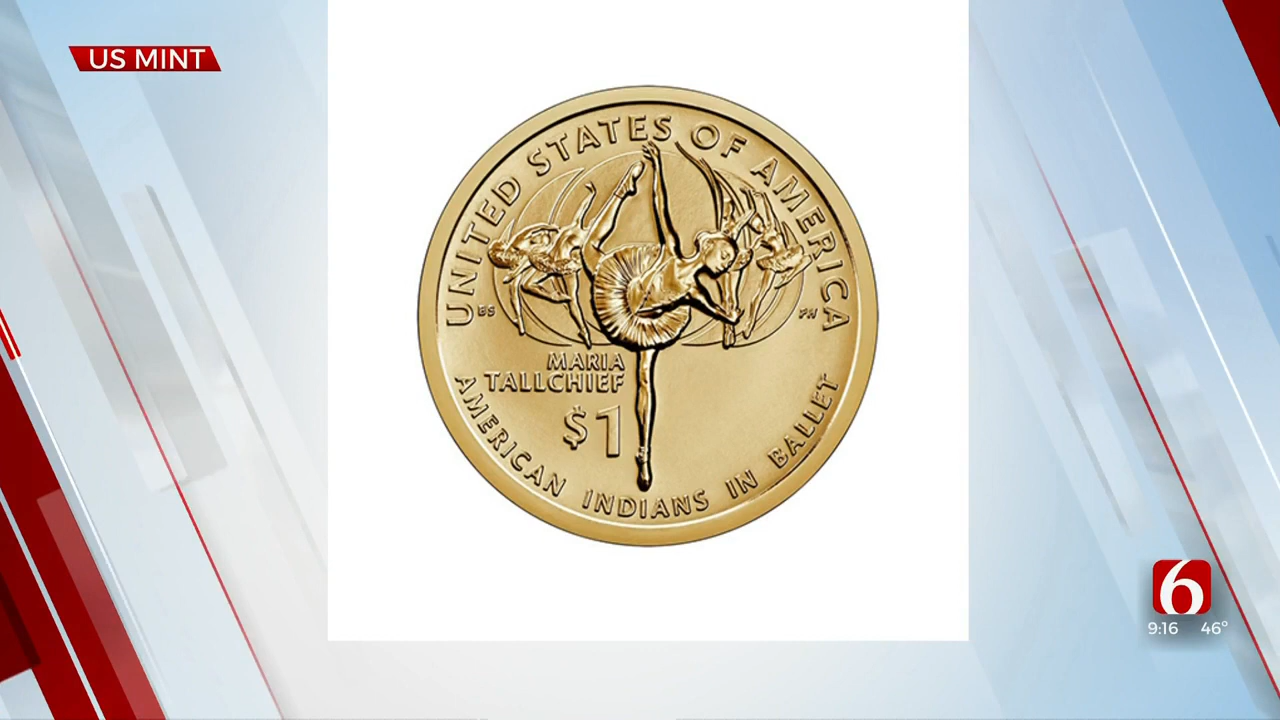 US MINT
UNITED STATES OF AMERICA
BS
PH
MARIA
TALLCHIEF
$1
AMERICAN INDIANS IN BALLET
6
9:16 46°